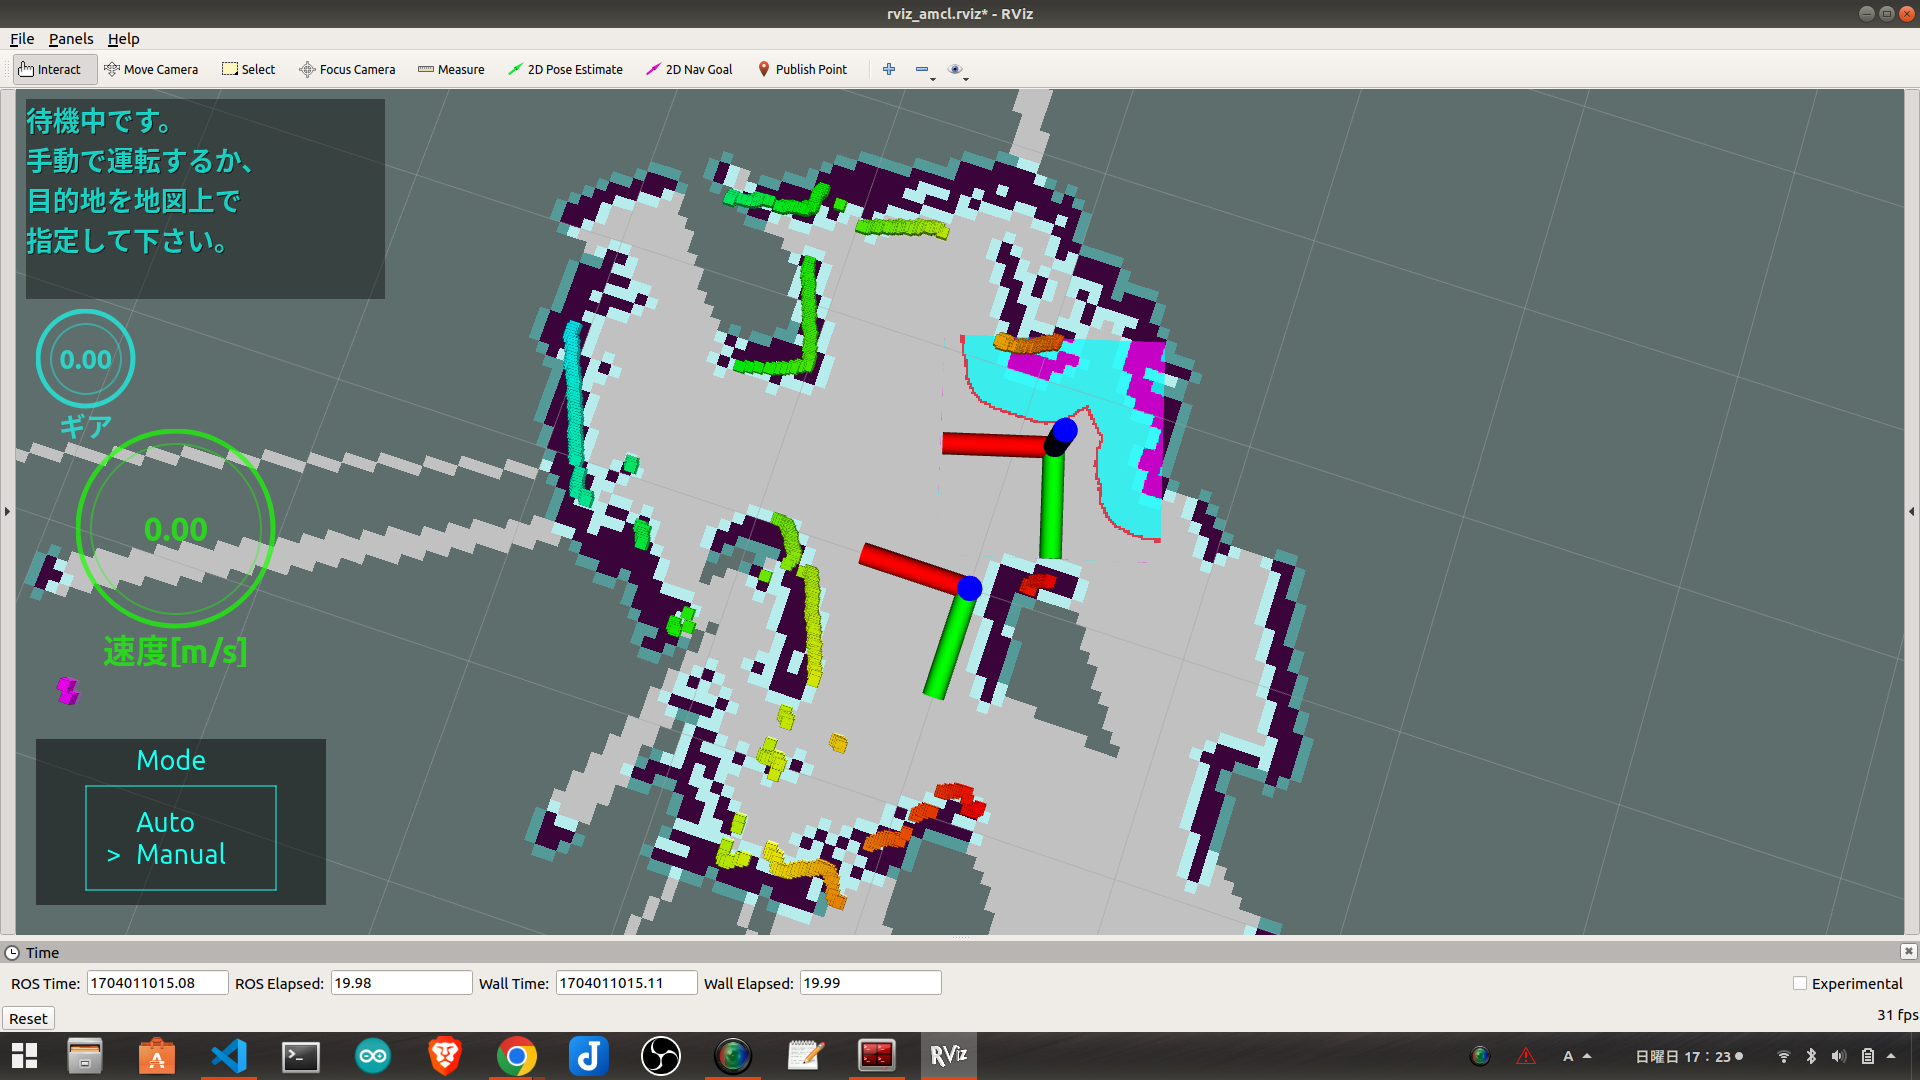 rviz_amcl.rviz* - RViz
File Panels Help
Interact Move Camera Select Focus Camera Measure 2D Pose Estimate 2D Nav Goal Publish Point
待機中です。
手動で運転するか、
目的地を地図上で
指定して下さい。
0.00
ギア
0.00
速度[m/s]
Mode
Auto
> Manual
Time
ROS Time: 1704011015.08 ROS Elapsed: 19.98 Wall Time: 1704011015.11 Wall Elapsed: 19.99 Experimental
Reset 31 fps
RViz A 日曜日 17:23